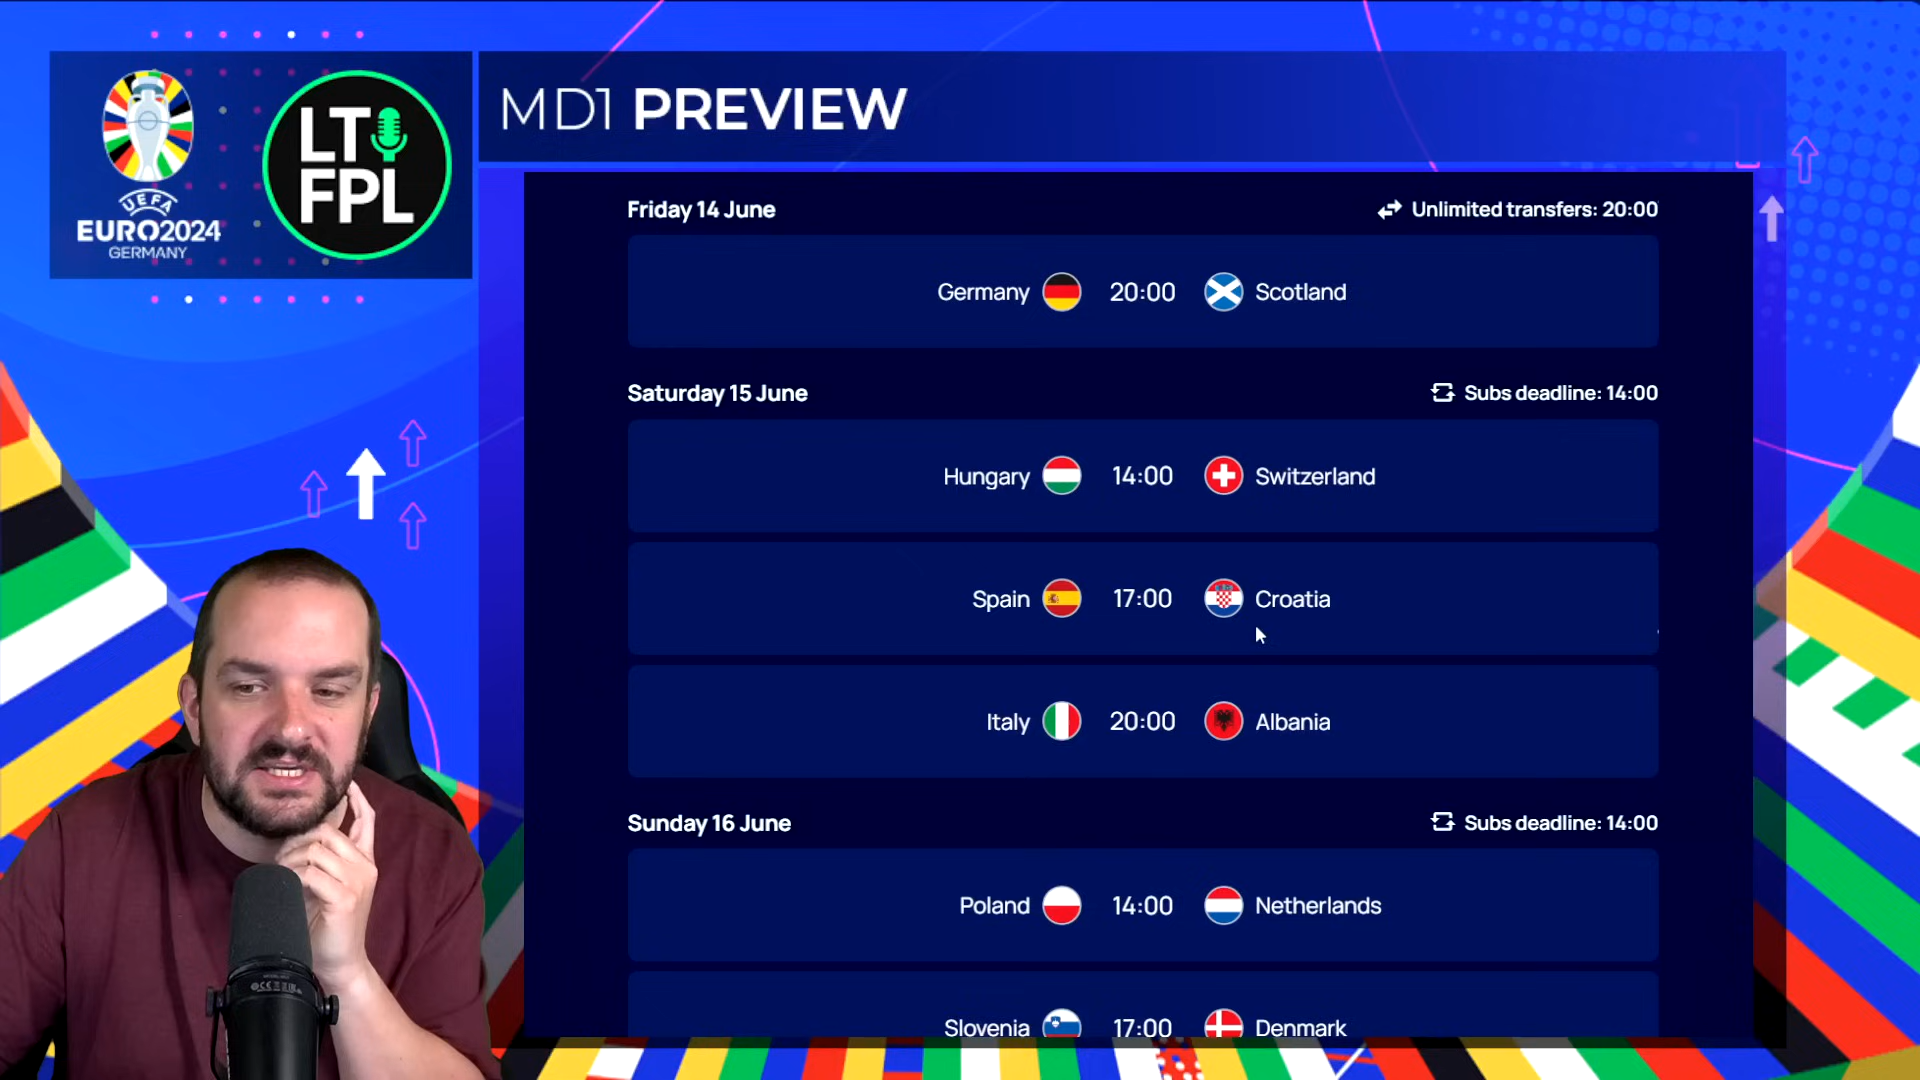 UEFA
EURO2024
GERMANY
LT
FPL
MD1 PREVIEW
Friday 14 June
Unlimited transfers: 20:00
Germany 20:00 Scotland
Saturday 15 June
Subs deadline: 14:00
Hungary 14:00 Switzerland
Spain 17:00 Croatia
Italy 20:00 Albania
Sunday 16 June
Subs deadline: 14:00
Poland 14:00 Netherlands
Slovenia 17:00 Denmark